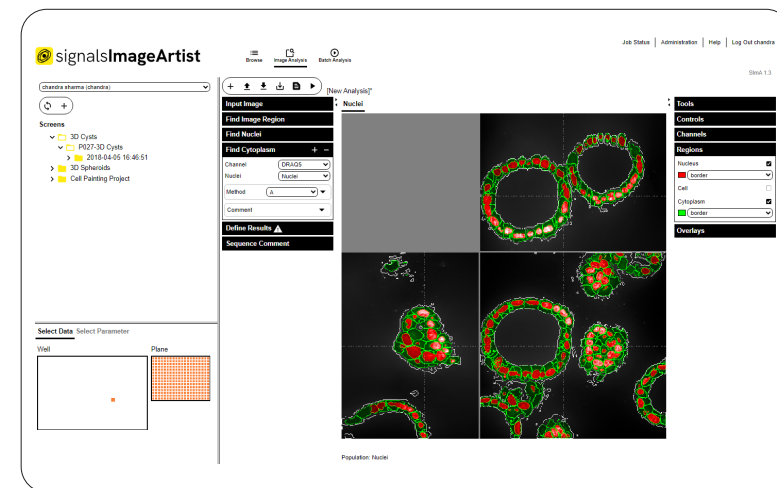 Job Status Administration Help Log Out chandra
signalsImageArtist
Browse Image Analysis Batch Analysis
SImA 1.3
chandra sharma (chandra)
[New Analysis]*
Screens
3D Cysts
P027-3D Cysts
2018-04-05 16:46:51
3D Spheroids
Cell Painting Project
Select Data Select Parameter
Well Plane
Input Image
Find Image Region
Find Nuclei
Find Cytoplasm + −
Channel DRAQ5
Nuclei Nuclei
Method A
Comment
Define Results
Sequence Comment
Nuclei
Population: Nuclei
Tools
Controls
Channels
Regions
Nucleus
border
Cell
Cytoplasm
border
Overlays